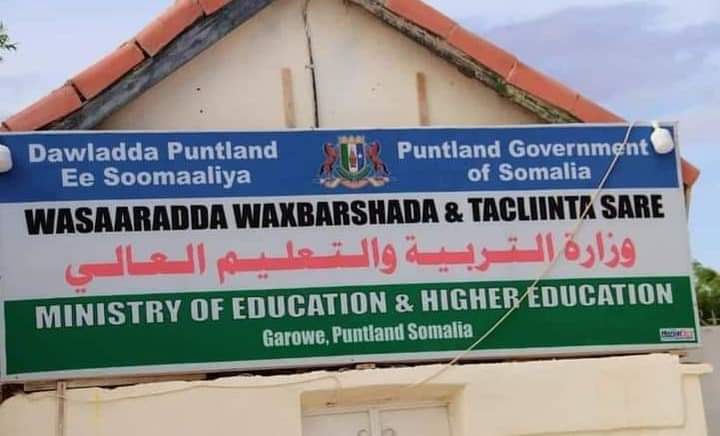 Dawladda Puntland
Ee Soomaaliya
Puntland Government
of Somalia
WASAARADDA WAXBARSHADA & TACLIINTA SARE
وزارة التربية والتعليم العالي
MINISTRY OF EDUCATION & HIGHER EDUCATION
Garowe, Puntland Somalia